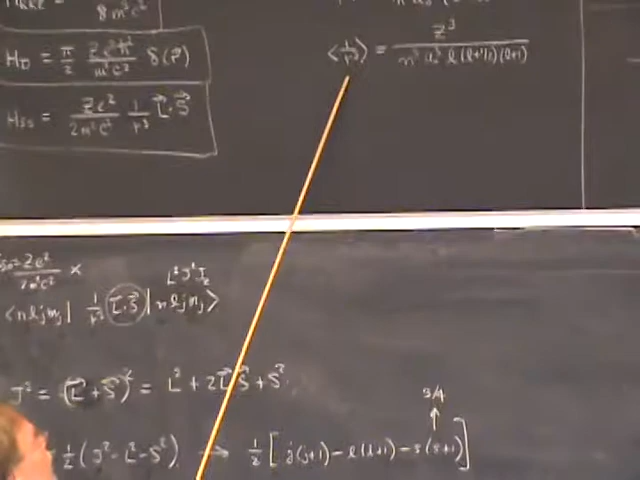 8m³c²
H_D = π/2 Ze²ħ²/m²c² δ(r⃗)
⟨1/r³⟩ = Z³/n³a³ l(l+½)(l+1)
H_SO = Ze²/2m²c² 1/r³ L⃗·S⃗
Ze²/2m²c² ×
L² J² J_z
⟨nljm_j| 1/r³ (L⃗·S⃗) |nljm_j⟩
J² = (L⃗+S⃗)² = L² + 2L⃗ S⃗ + S²
3/4
½(J²-L²-S²) → ½[j(j+1)-l(l+1)-s(s+1)]